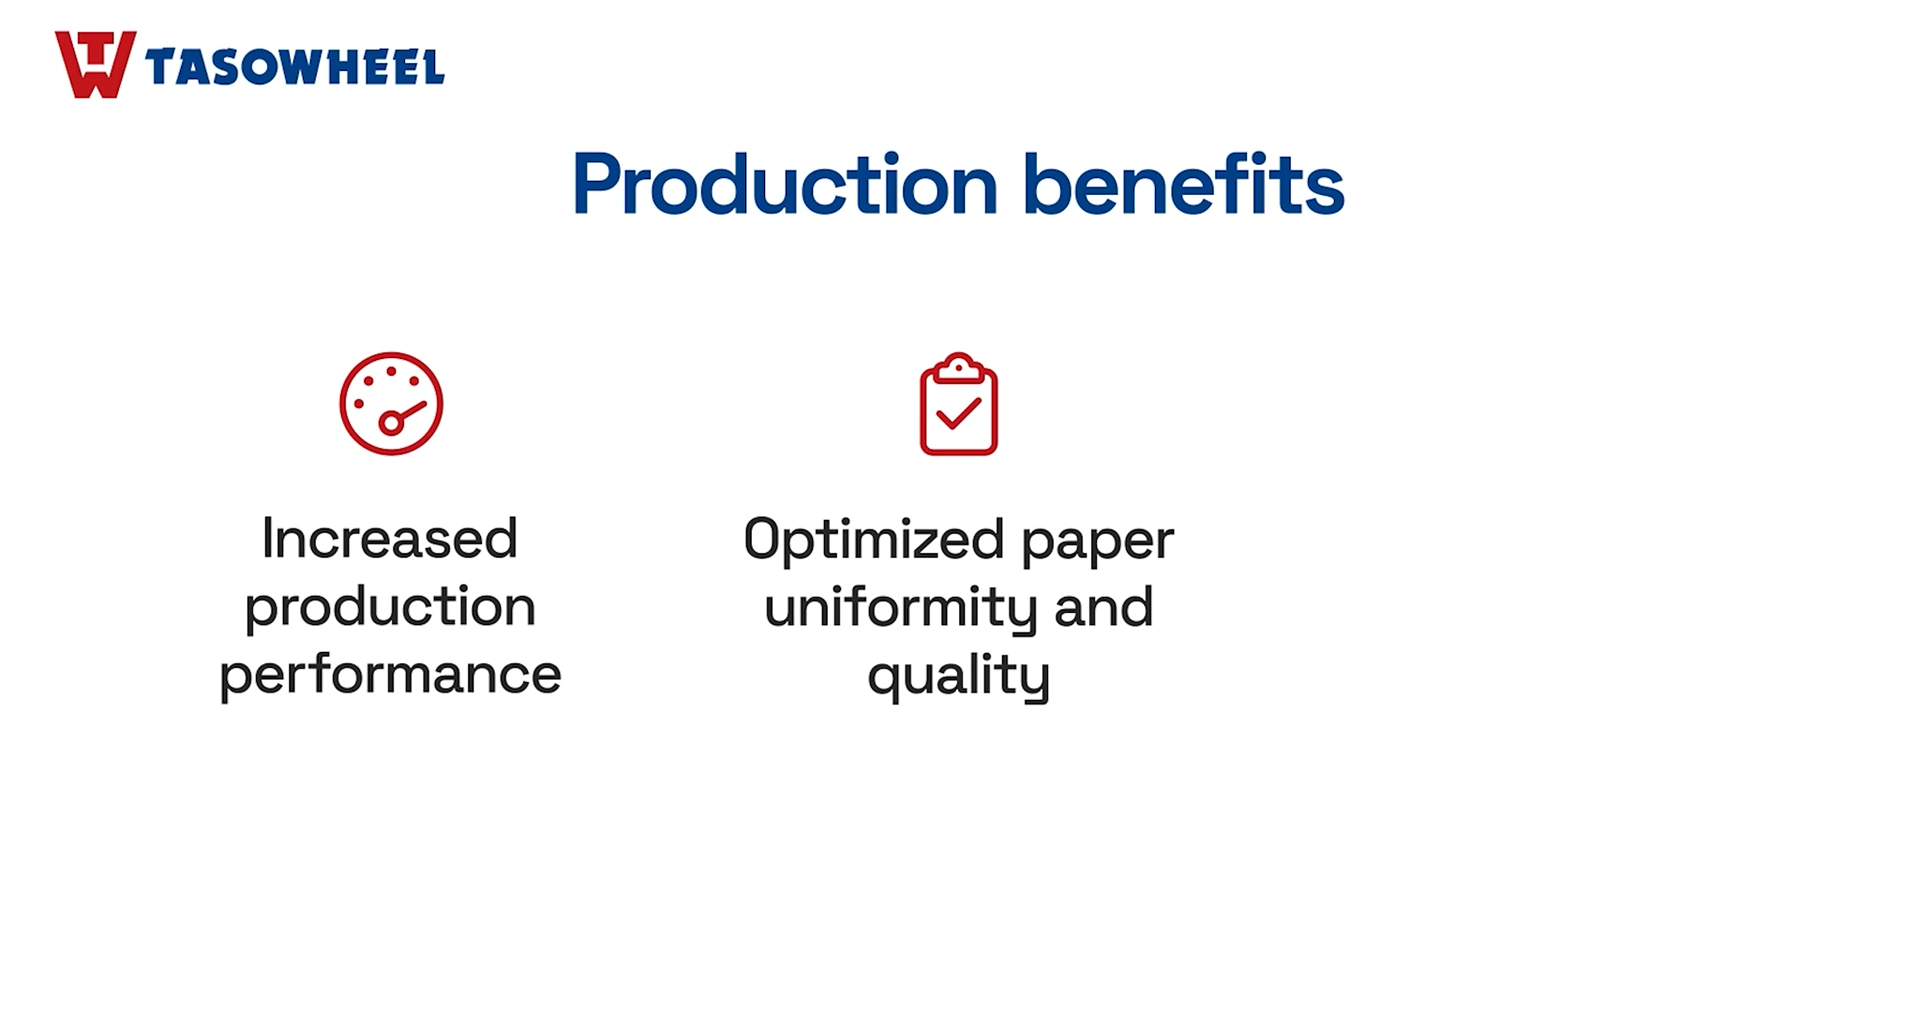 TASOWHEEL
Production benefits
Increased
production
performance
Optimized paper
uniformity and
quality